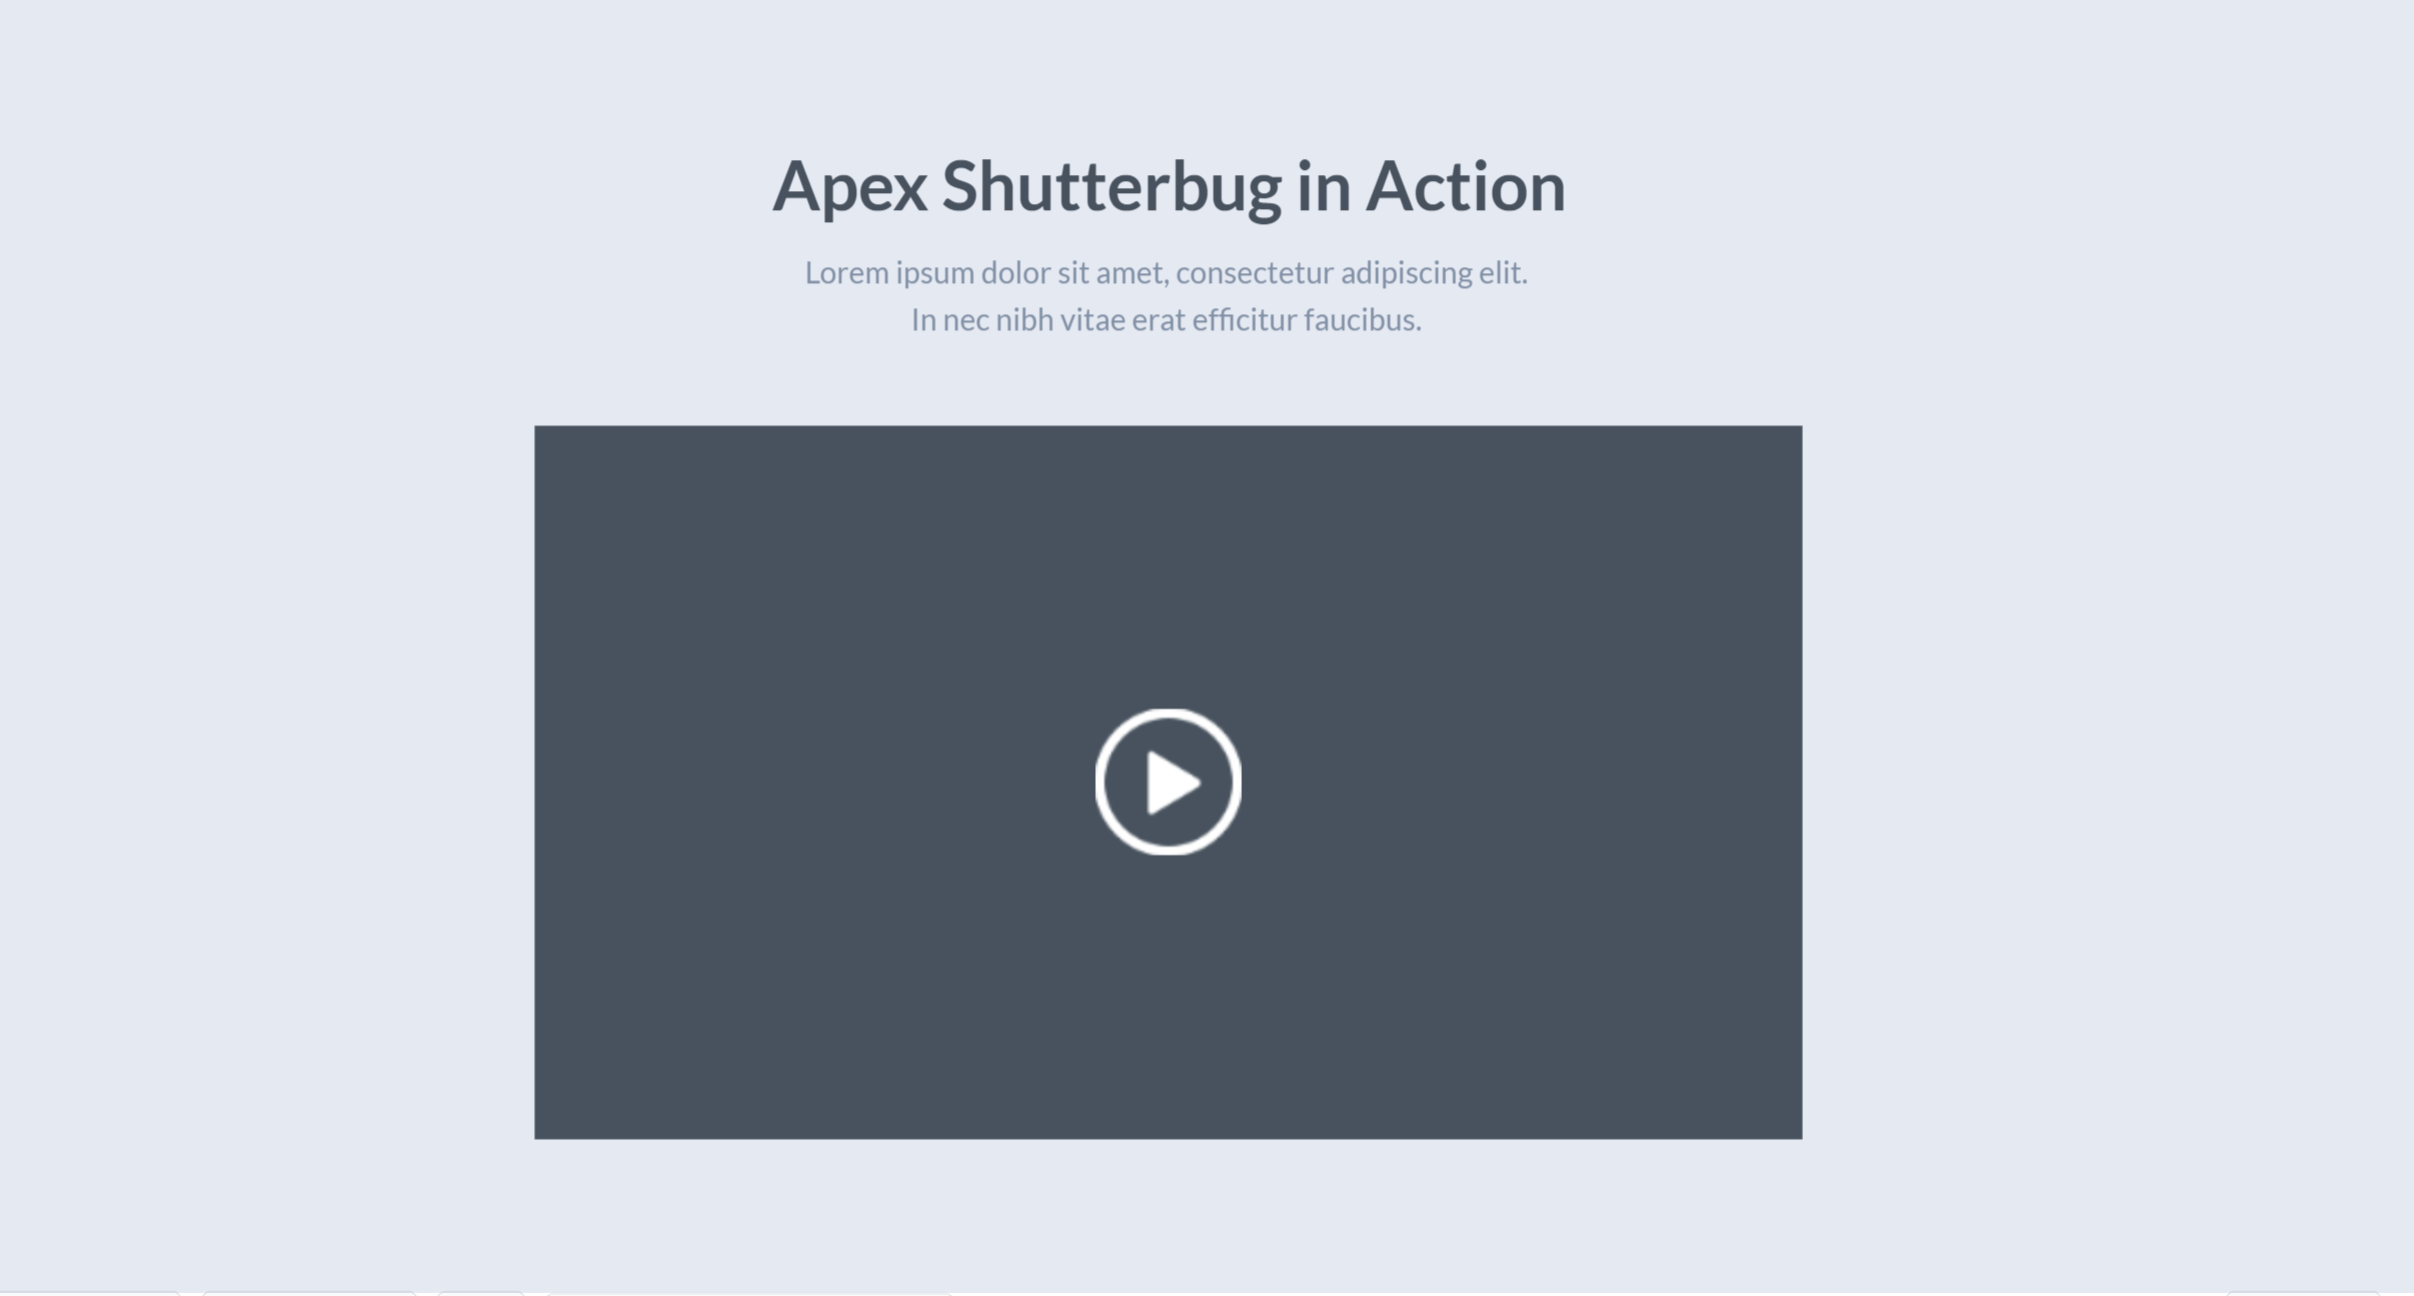 Apex Shutterbug in Action
Lorem ipsum dolor sit amet, consectetur adipiscing elit.
In nec nibh vitae erat efficitur faucibus.